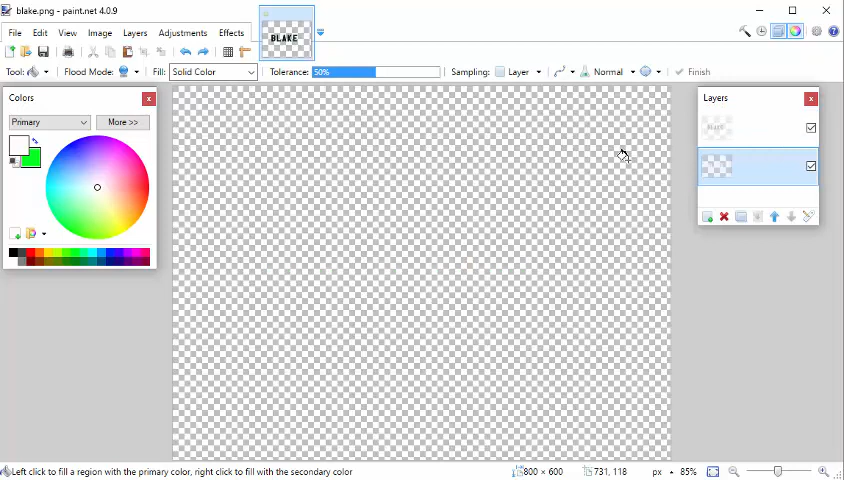 blake.png - paint.net 4.0.9
File Edit View Image Layers Adjustments Effects
BLAKE
Tool: Flood Mode: Fill: Solid Color Tolerance: 50% Sampling: Layer Normal Finish
Colors
Primary More >>
Layers
BLAKE
Left click to fill a region with the primary color, right click to fill with the secondary color 800 × 600 731, 118 px 85%